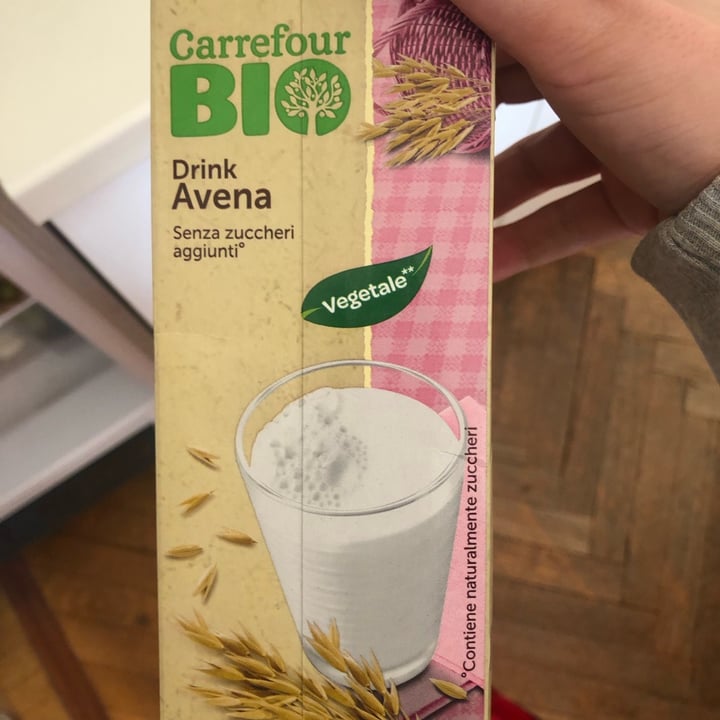 Carrefour
BIO
Drink
Avena
Senza zuccheri
aggiunti°
Vegetale**
°Contiene naturalmente zuccheri